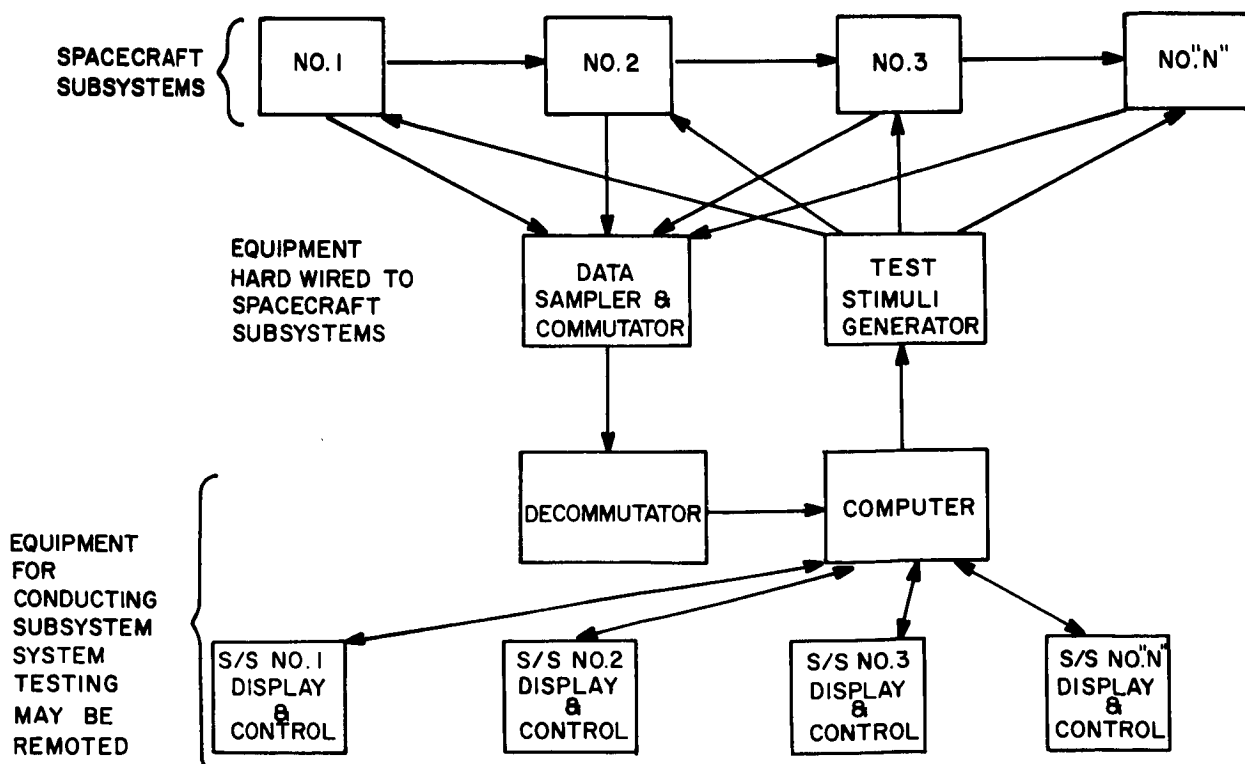 SPACECRAFT
SUBSYSTEMS
NO. 1
NO. 2
NO. 3
NO."N"
EQUIPMENT
HARD WIRED TO
SPACECRAFT
SUBSYSTEMS
DATA
SAMPLER &
COMMUTATOR
TEST
STIMULI
GENERATOR
DECOMMUTATOR
COMPUTER
EQUIPMENT
FOR
CONDUCTING
SUBSYSTEM
SYSTEM
TESTING
MAY BE
REMOTED
S/S NO. 1
DISPLAY
&
CONTROL
S/S NO. 2
DISPLAY
&
CONTROL
S/S NO. 3
DISPLAY
&
CONTROL
S/S NO."N"
DISPLAY
&
CONTROL